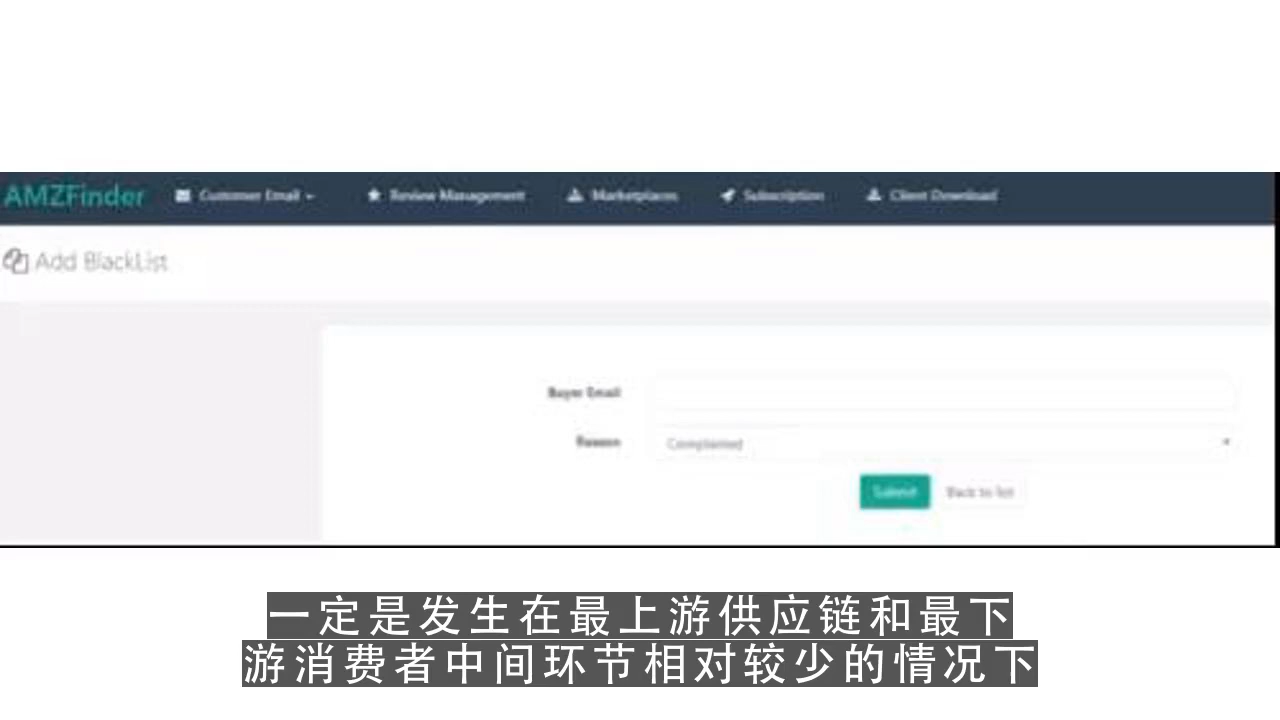 AMZFinder
Customer Email
Review Management
Marketplaces
Subscription
Client Download
Add BlackList
Buyer Email
Reason
Complained
Submit
Back to list
一定是发生在最上游供应链和最下
游消费者中间环节相对较少的情况下